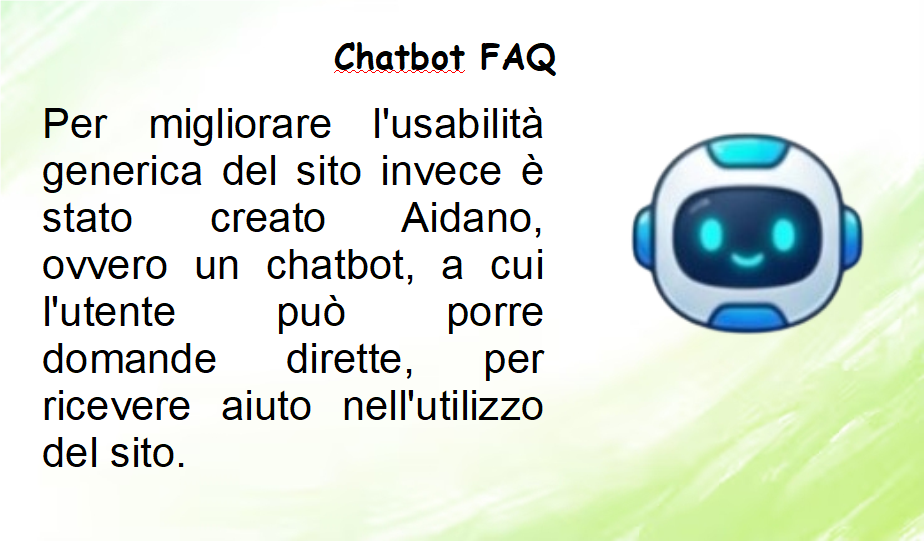 Chatbot FAQ
Per migliorare l'usabilità
generica del sito invece è
stato creato Aidano,
ovvero un chatbot, a cui
l'utente può porre
domande dirette, per
ricevere aiuto nell'utilizzo
del sito.